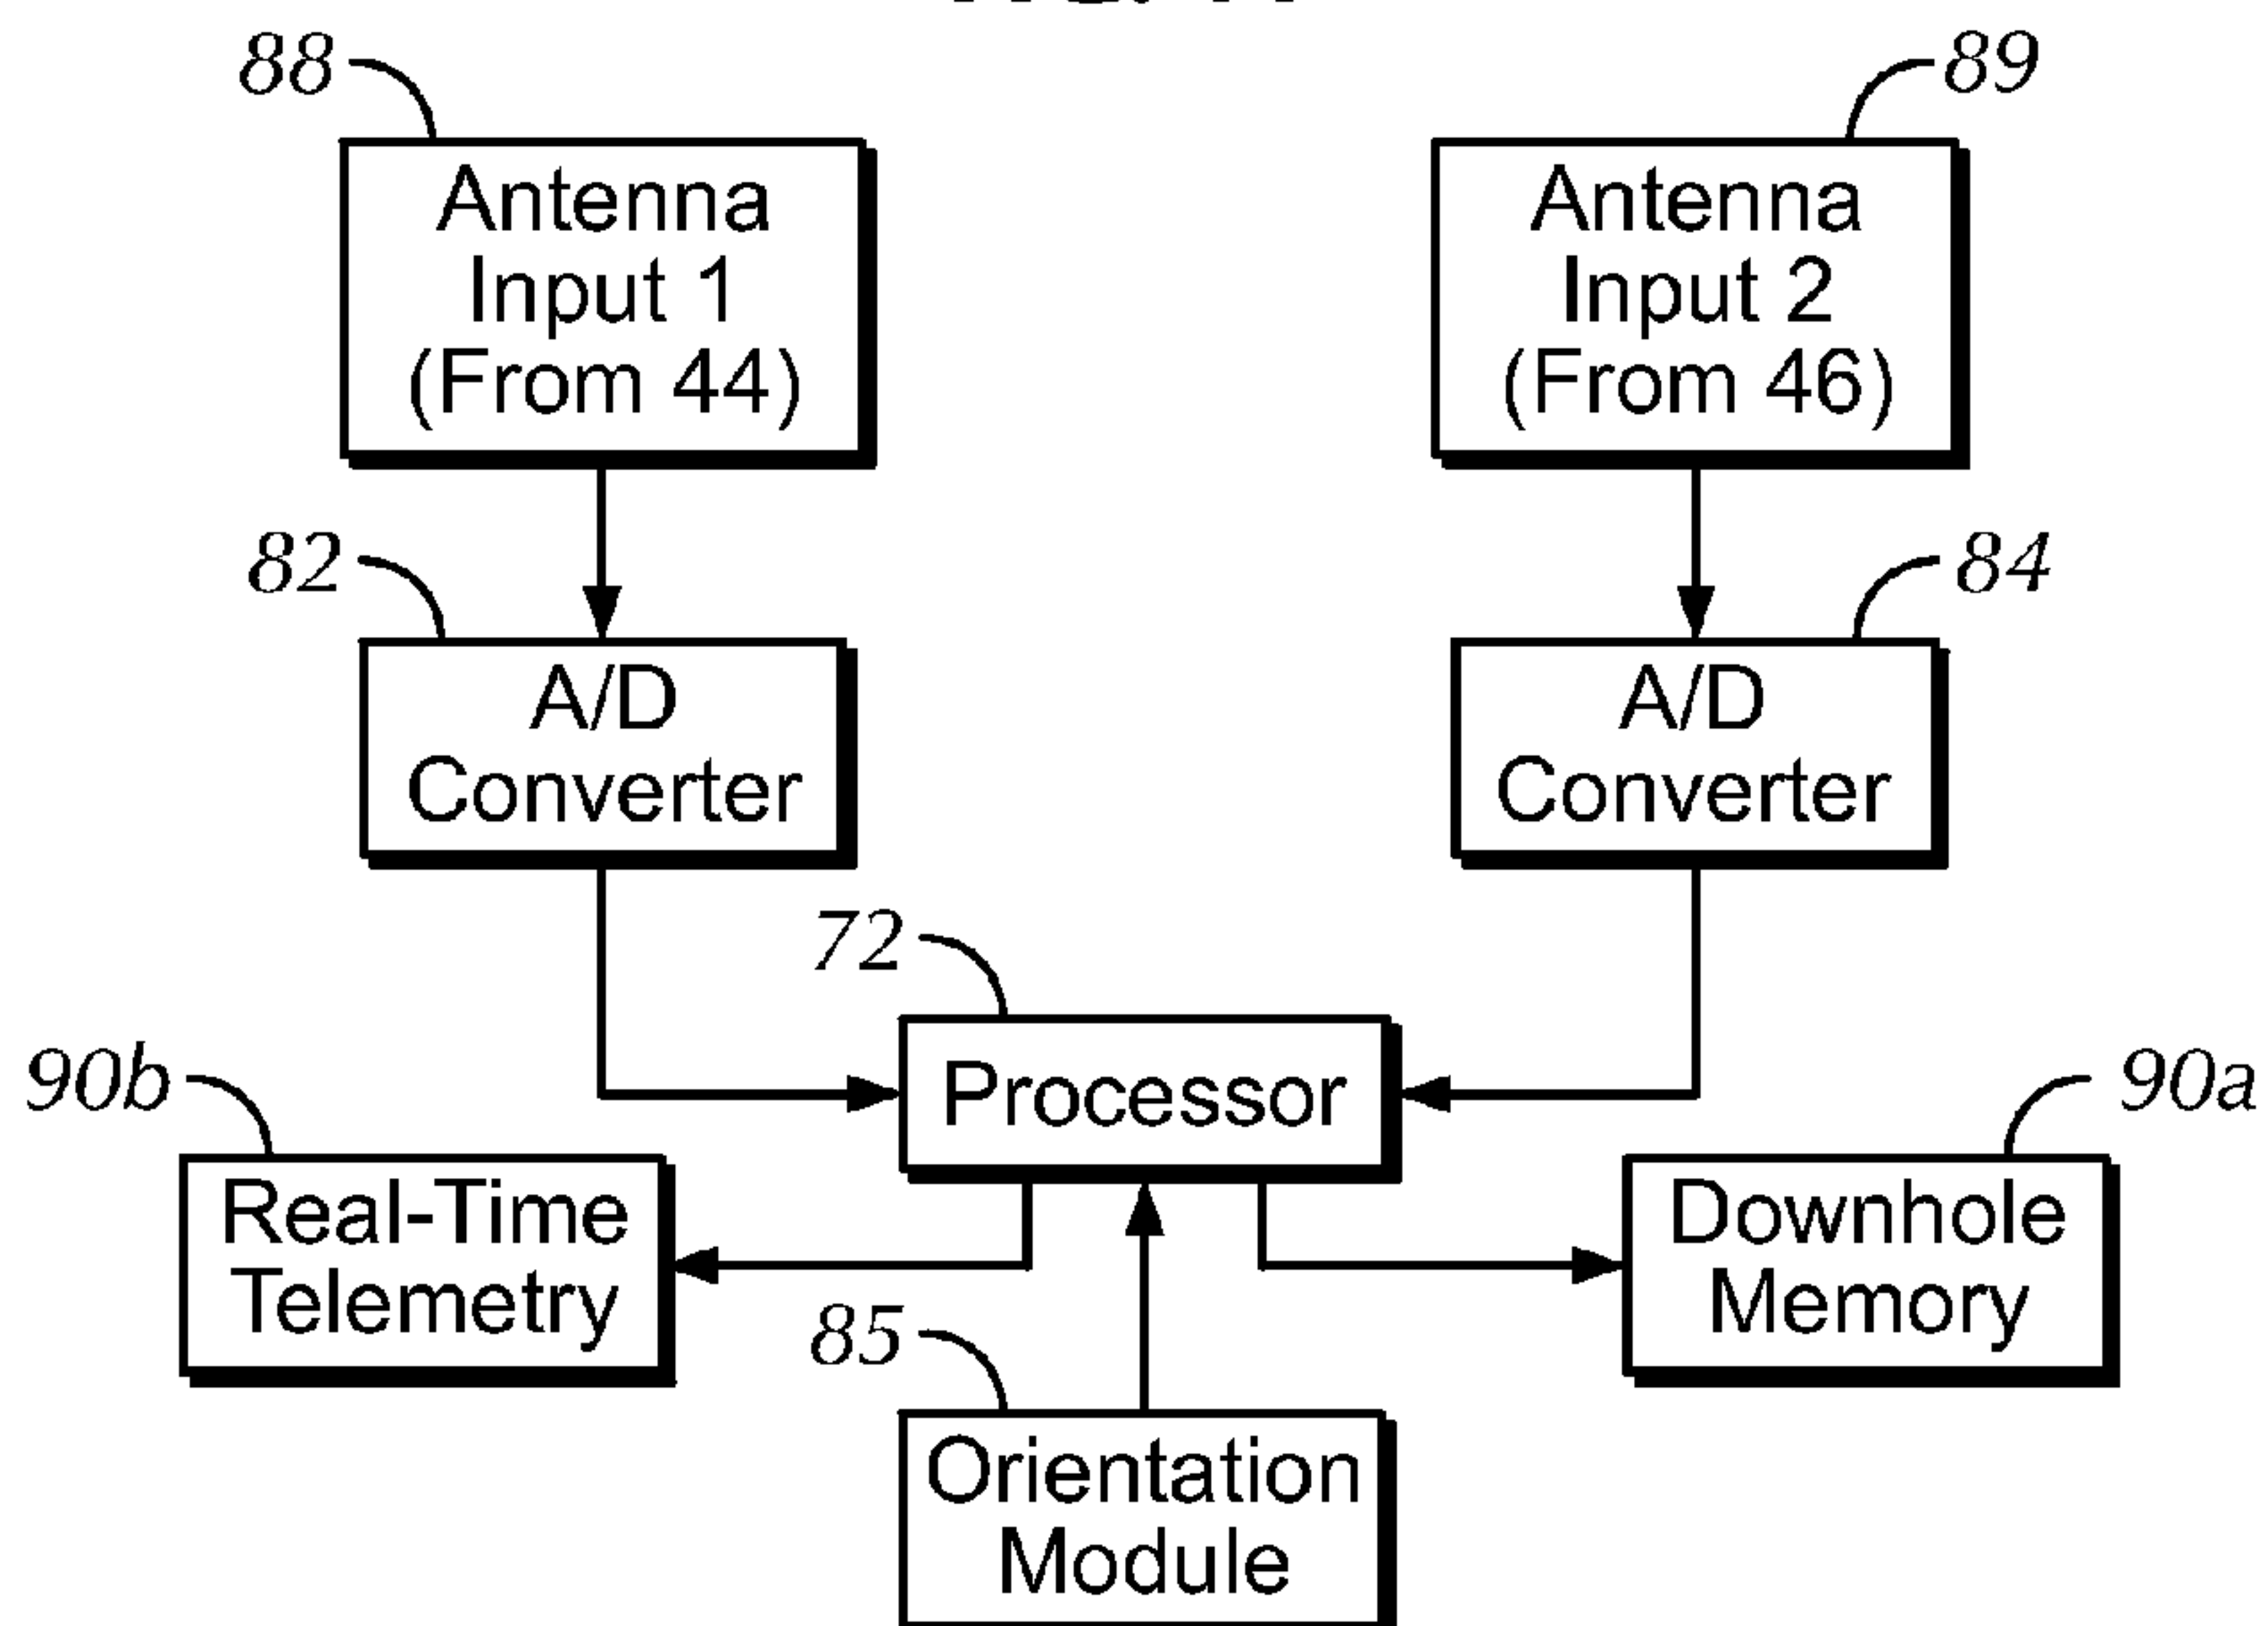 88
89
Antenna
Input 1
(From 44)
Antenna
Input 2
(From 46)
82
84
A/D
Converter
A/D
Converter
72
90b
Processor
90a
Real-Time
Telemetry
Downhole
Memory
85
Orientation
Module